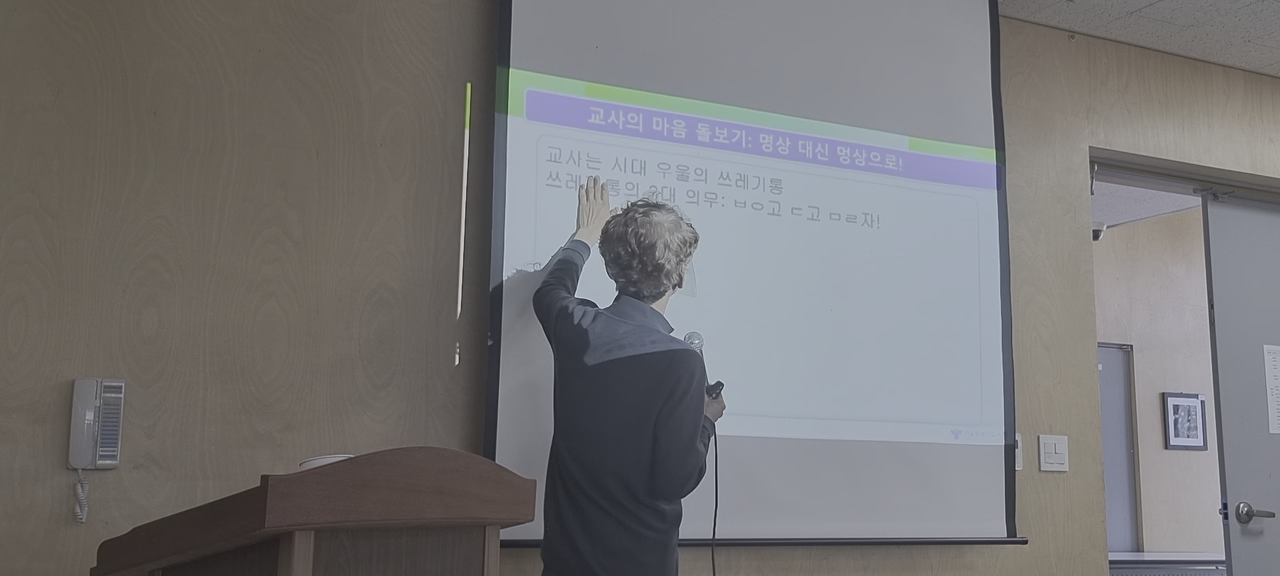 교사의 마음 돌보기: 명상 대신 멍상으로!
교사는 시대 우울의 쓰레기통
쓰레기통의 3대 의무: ㅂㅇ고 ㄷ고 ㅁㄹ자!